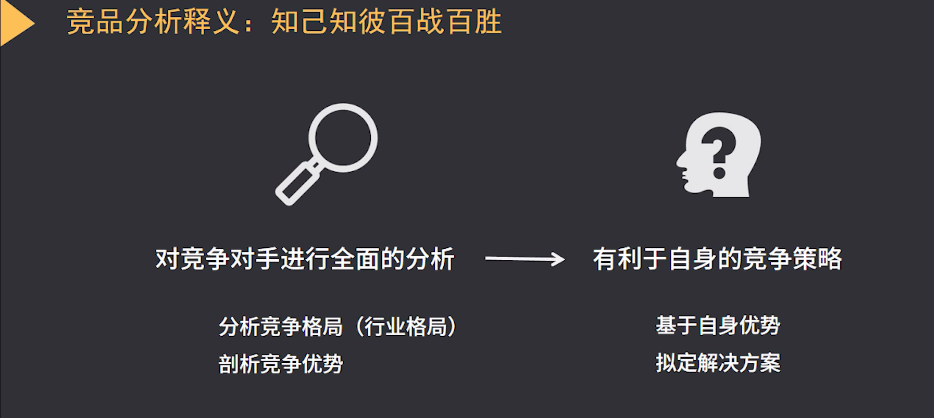 竞品分析释义：知己知彼百战百胜
对竞争对手进行全面的分析
有利于自身的竞争策略
分析竞争格局（行业格局）
剖析竞争优势
基于自身优势
拟定解决方案